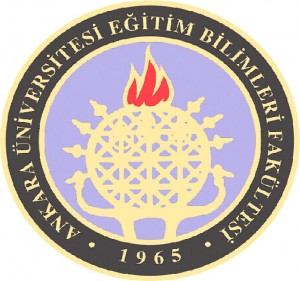 ANKARA ÜNİVERSİTESİ EĞİTİM BİLİMLERİ FAKÜLTESİ
• 1965 •